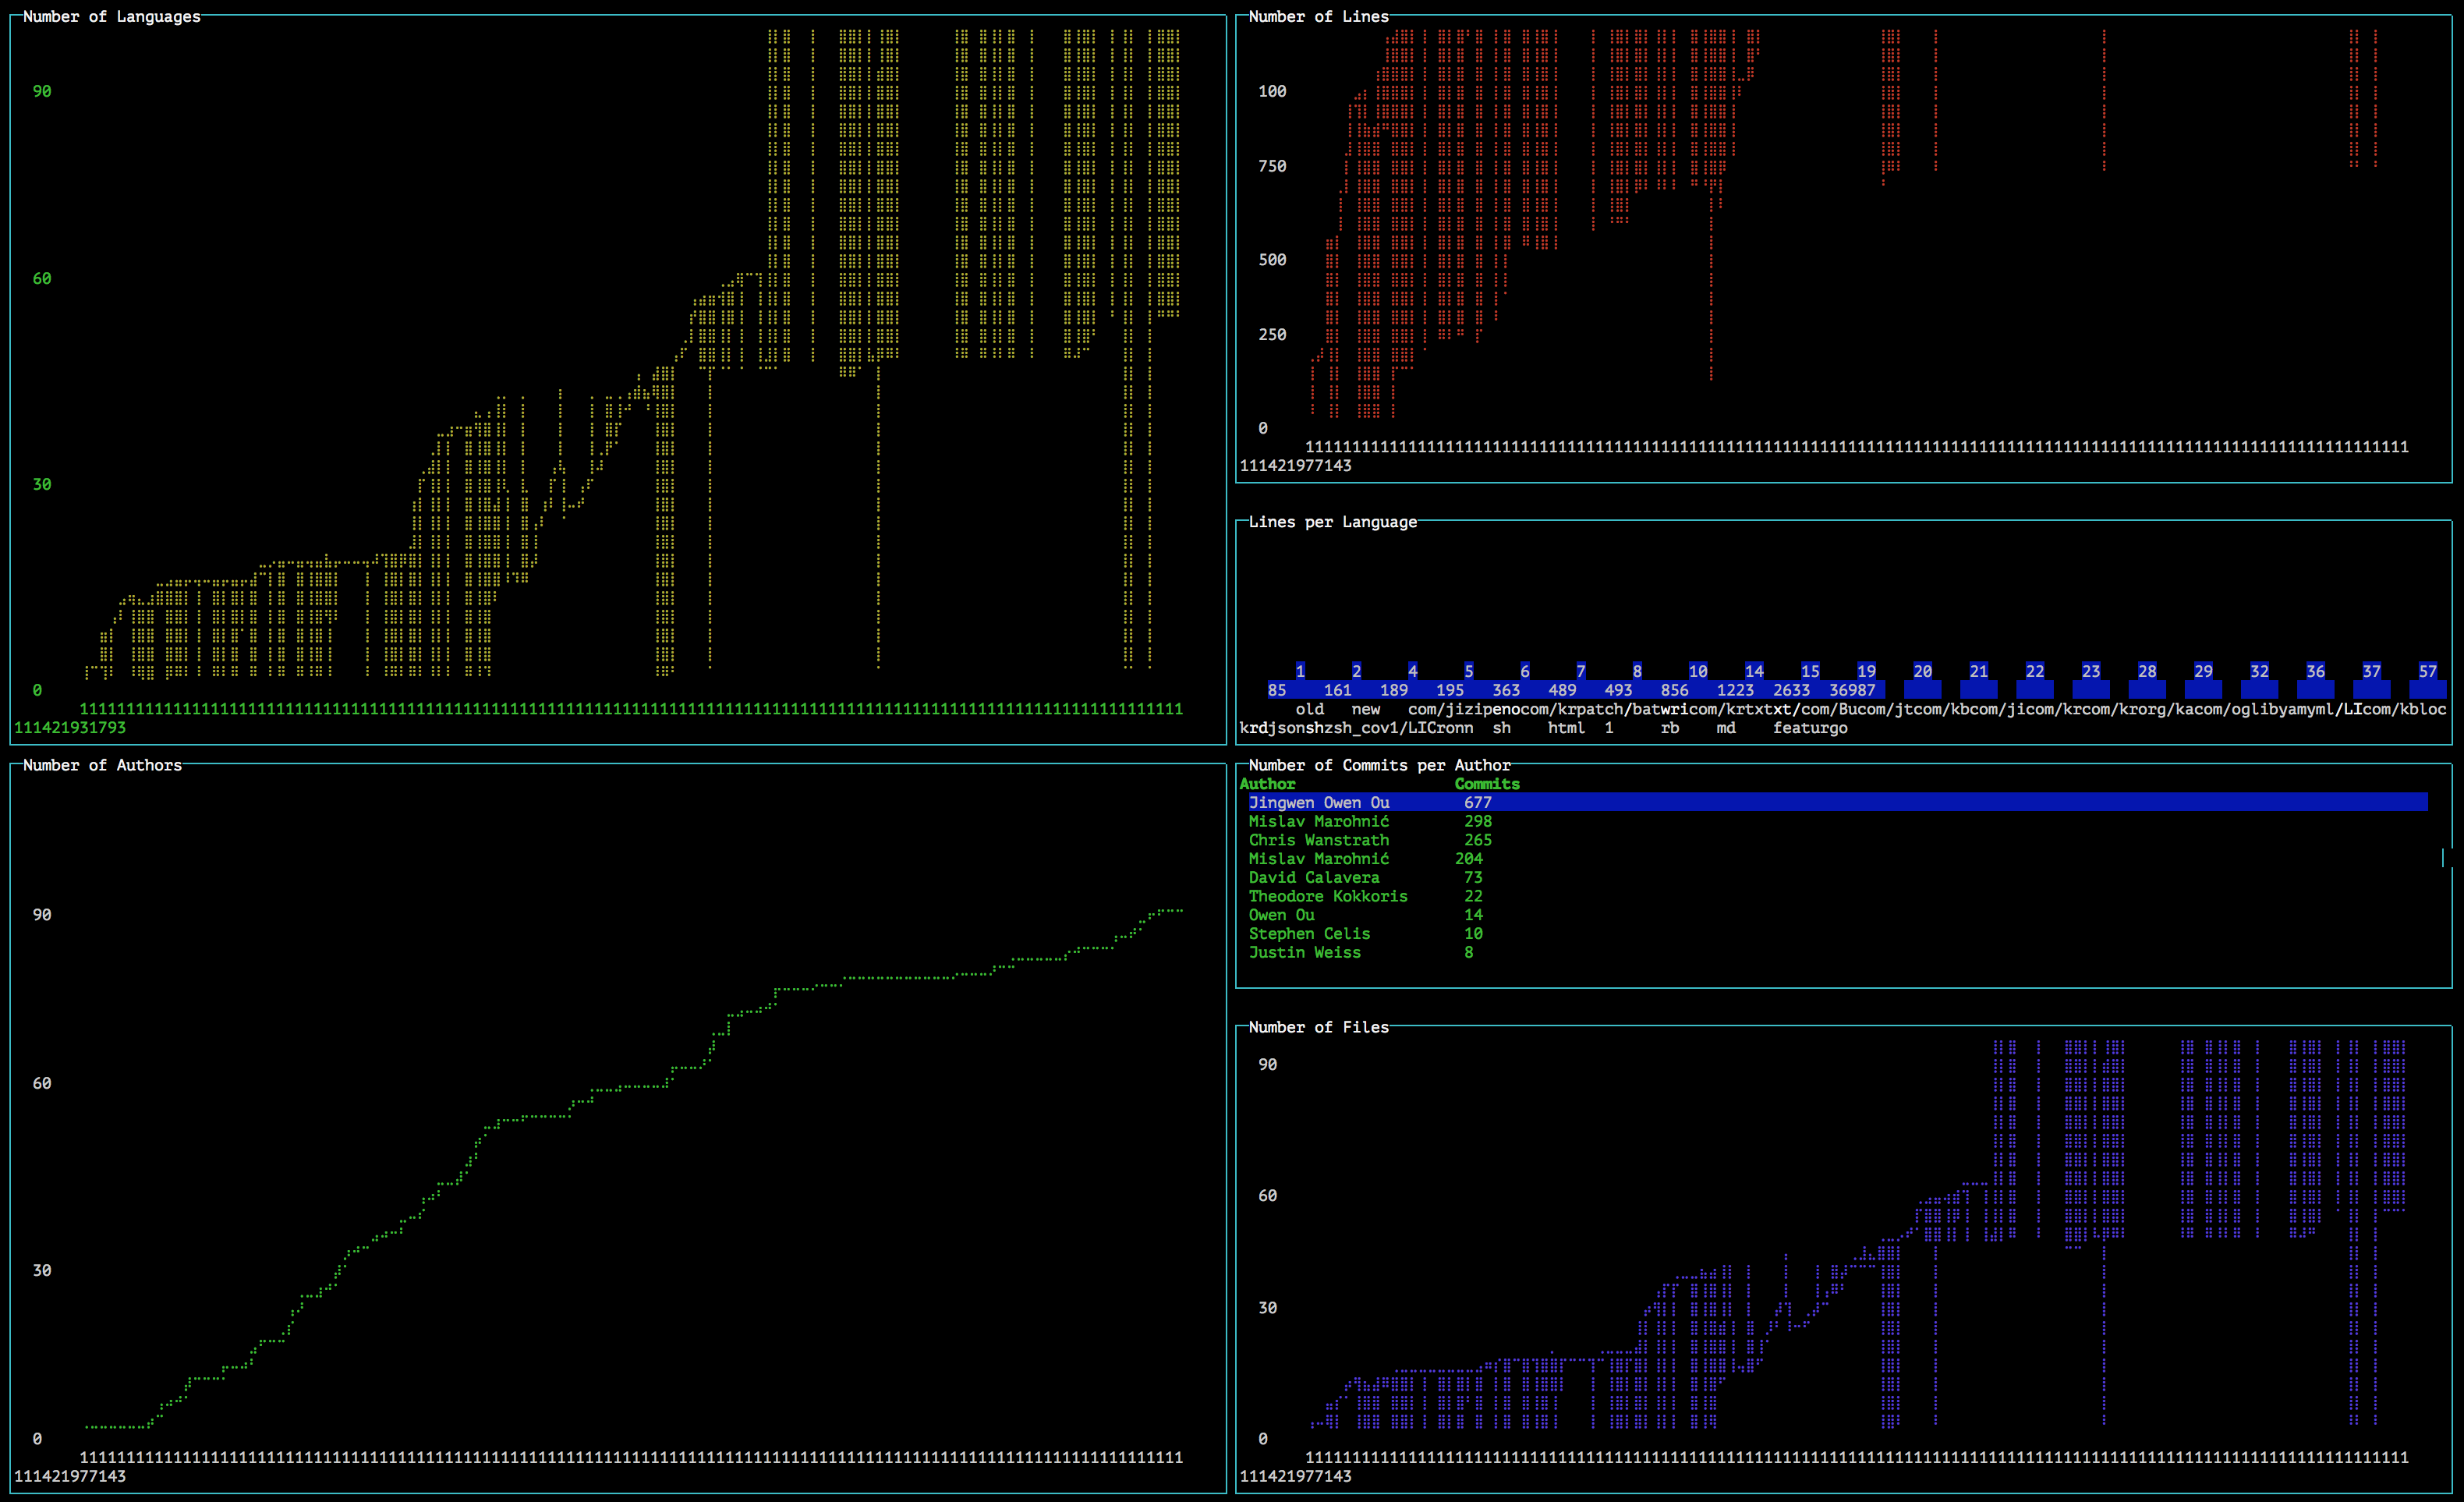 Number of Languages
90
60
30
0
1111111111111111111111111111111111111111111111111111111111111111111111111111111111111111111111111111111111111111111111
111421931793
Number of Lines
100
750
500
250
0
1111111111111111111111111111111111111111111111111111111111111111111111111111111111111111111111111111111111111111111111
111421977143
Lines per Language
1 2 4 5 6 7 8 10 14 15 19 20 21 22 23 28 29 32 36 37 57
85 161 189 195 363 489 493 856 1223 2633 36987
old new com/jizipenocom/krpatch/batwricom/krtxtxt/com/Bucom/jtcom/kbcom/jicom/krcom/krorg/kacom/oglibyamyml/LIcom/kbloc
krdjsonshzsh_cov1/LICronn sh html 1 rb md featurgo
Number of Authors
90
60
30
0
1111111111111111111111111111111111111111111111111111111111111111111111111111111111111111111111111111111111111111111111
111421977143
Number of Commits per Author
Author Commits
Jingwen Owen Ou 677
Mislav Marohnić 298
Chris Wanstrath 265
Mislav Marohnić 204
David Calavera 73
Theodore Kokkoris 22
Owen Ou 14
Stephen Celis 10
Justin Weiss 8
Number of Files
90
60
30
0
1111111111111111111111111111111111111111111111111111111111111111111111111111111111111111111111111111111111111111111111
111421977143